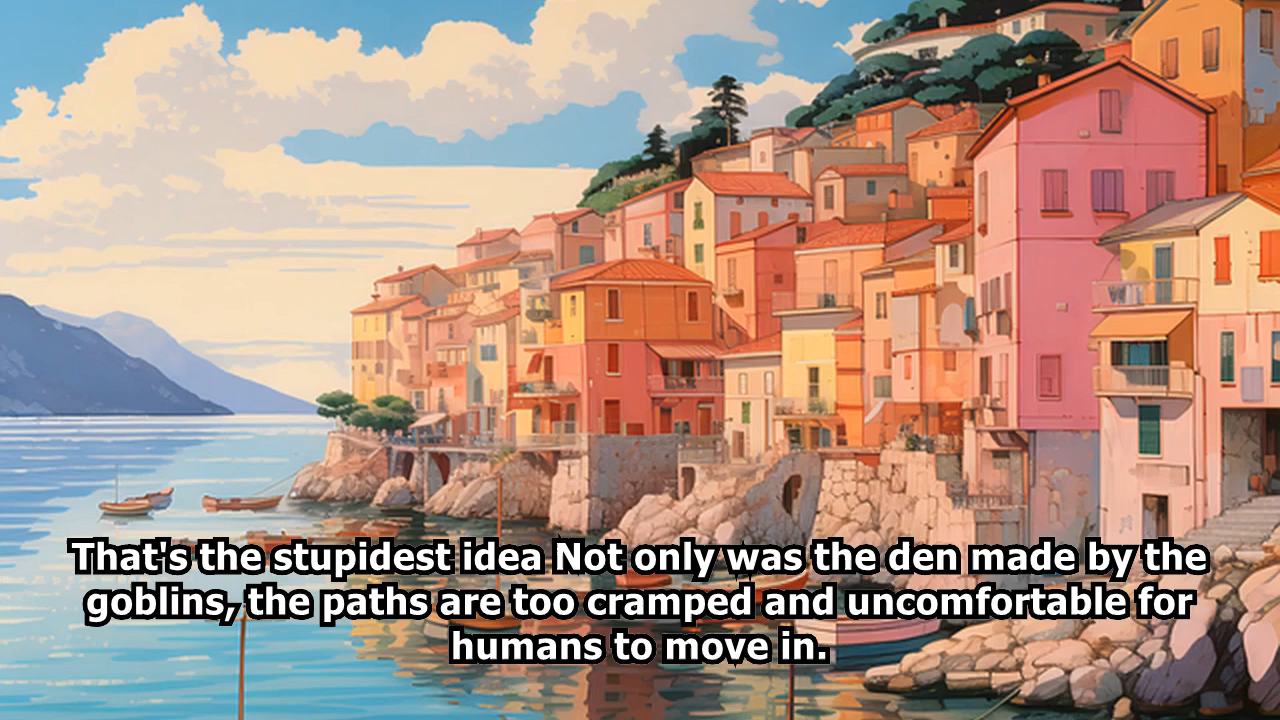 That's the stupidest idea Not only was the den made by the
goblins, the paths are too cramped and uncomfortable for
humans to move in.